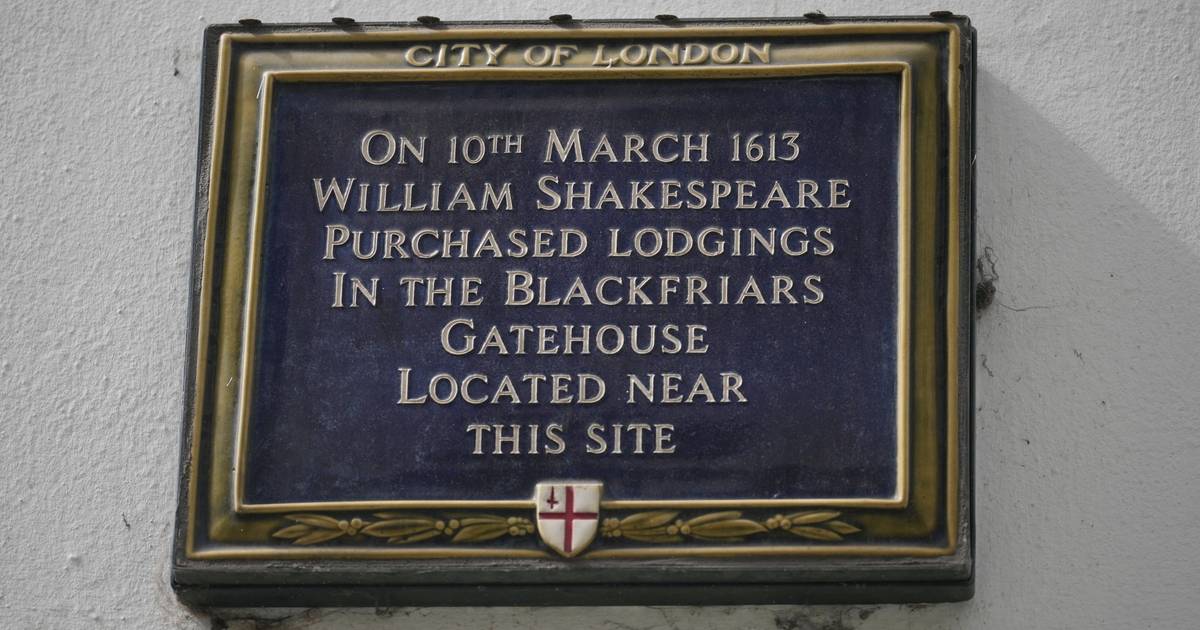 CITY OF LONDON
ON 10TH MARCH 1613
WILLIAM SHAKESPEARE
PURCHASED LODGINGS
IN THE BLACKFRIARS
GATEHOUSE
LOCATED NEAR
THIS SITE